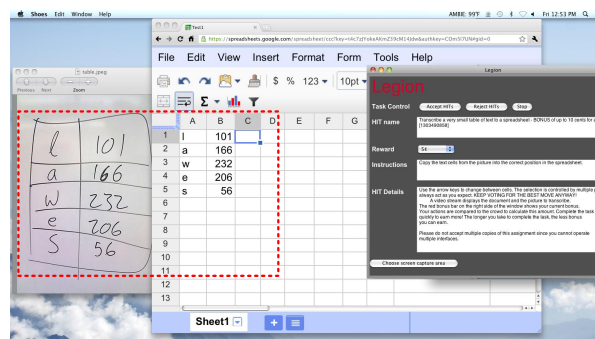 Shoes Edit Window Help
AMBIE: 99°F
Fri 12:53 PM
table.jpeg
Previous Next Zoom
l 101
a 166
w 232
e 206
s 56
Test1
https://spreadsheets.google.com/spreadsheet/ccc?key=
File Edit View Insert Format Form Tools Help
$ % 123 10pt
A B C D E F G
1 l 101
2 a 166
3 w 232
4 e 206
5 s 56
6
7
8
9
10
11
12
13
Sheet1
Legion
Legion
Task Control Accept HITs Reject HITs Stop
HIT name Transcribe a very small table of text to a spreadsheet - BONUS of up to 10 cents for a
[1303490858]
Reward 5¢
Instructions Copy the text cells from the picture into the correct position in the spreadsheet.
HIT Details Use the arrow keys to change between cells. The selection is controlled by multiple
always act as you expect. KEEP VOTING FOR THE BEST MOVE ANYWAY!
A video stream displays the document and the picture to transcribe.
The red bonus bar on the right side of the window shows your current bonus.
Your actions are compared to the crowd to calculate this amount. Complete the task
quickly to earn more! The longer you take to complete the task, the less bonus
you can earn.
Please do not accept multiple copies of this assignment since you cannot operate
multiple interfaces.
Choose screen capture area